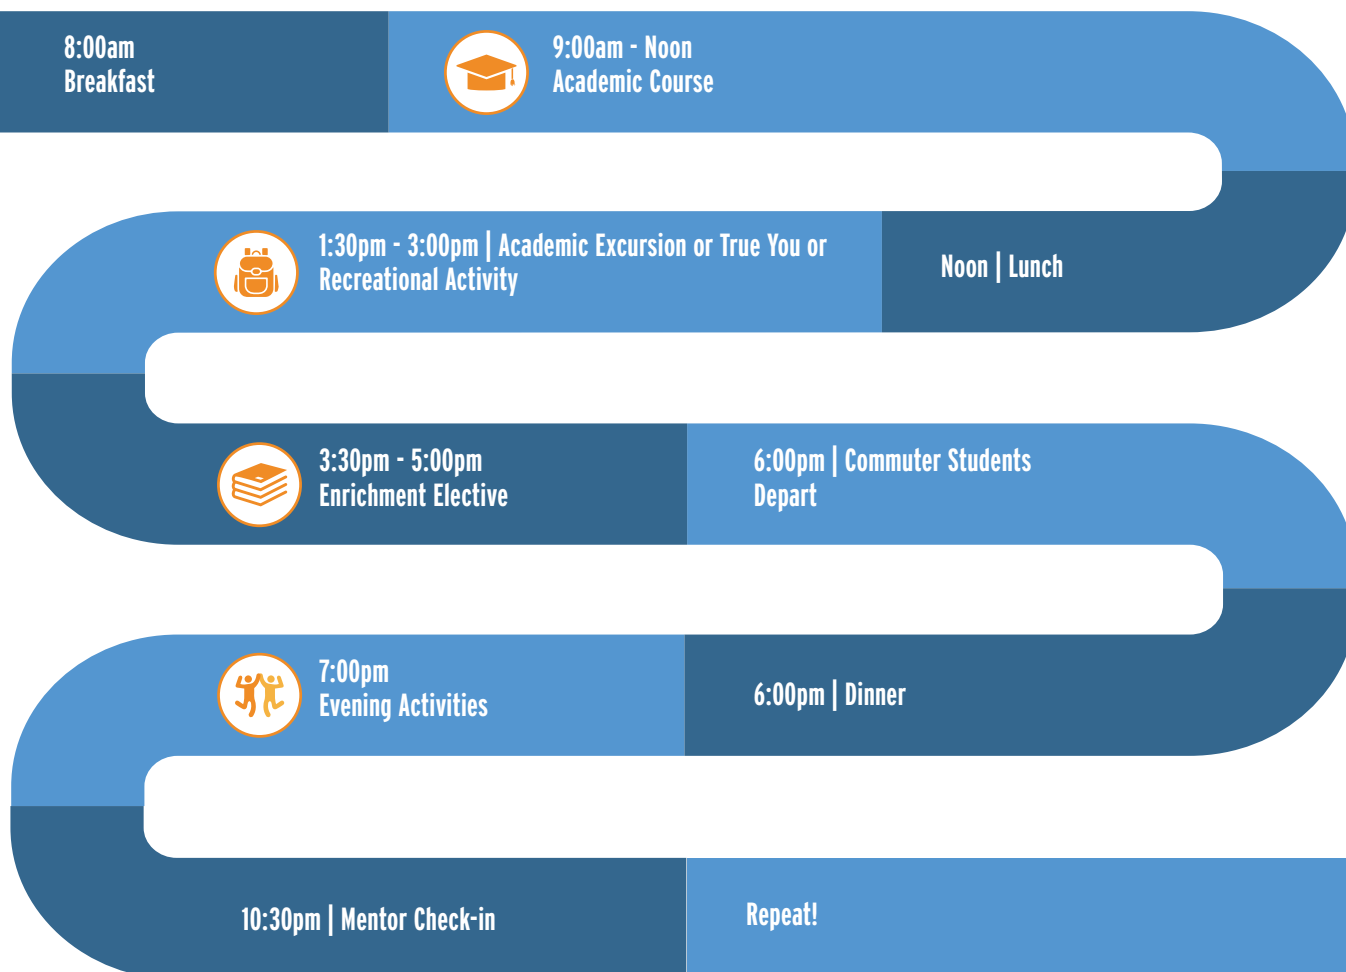 8:00am
Breakfast
9:00am - Noon
Academic Course
Noon | Lunch
1:30pm - 3:00pm | Academic Excursion or True You or
Recreational Activity
3:30pm - 5:00pm
Enrichment Elective
6:00pm | Commuter Students
Depart
6:00pm | Dinner
7:00pm
Evening Activities
10:30pm | Mentor Check-in
Repeat!